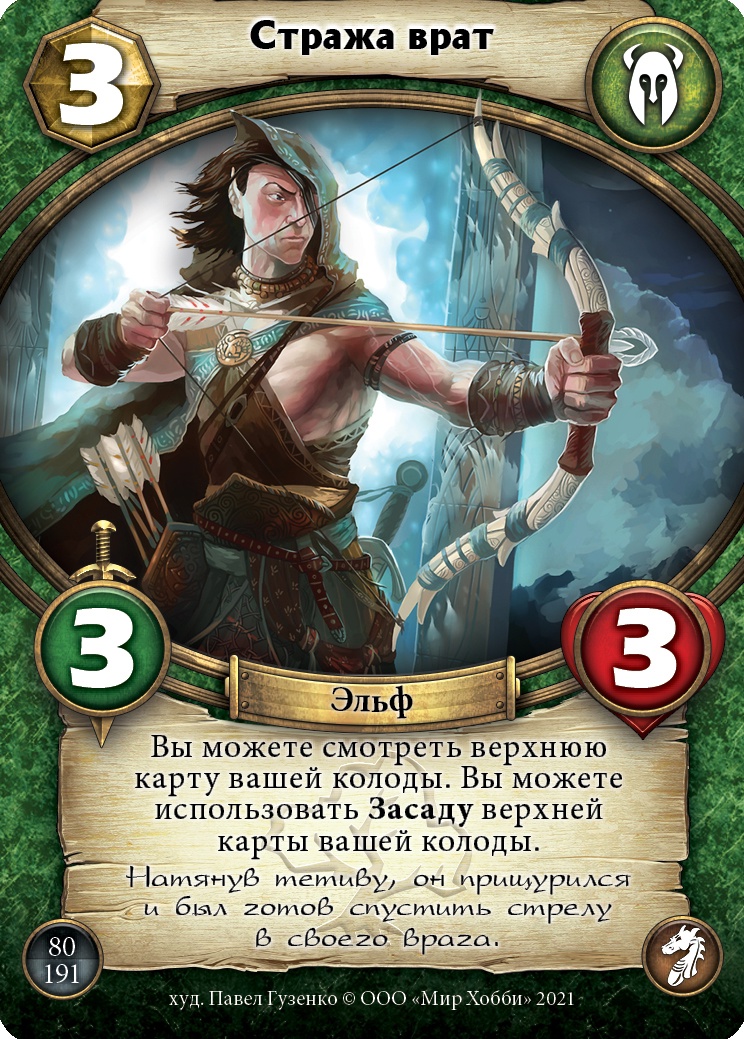 Стража врат
3
3
3
Эльф
Вы можете смотреть верхнюю
карту вашей колоды. Вы можете
использовать Засаду верхней
карты вашей колоды.
Натянув тетиву, он прищурился
и был готов спустить стрелу
в своего врага.
80
191
худ. Павел Гузенко © ООО «Мир Хобби» 2021